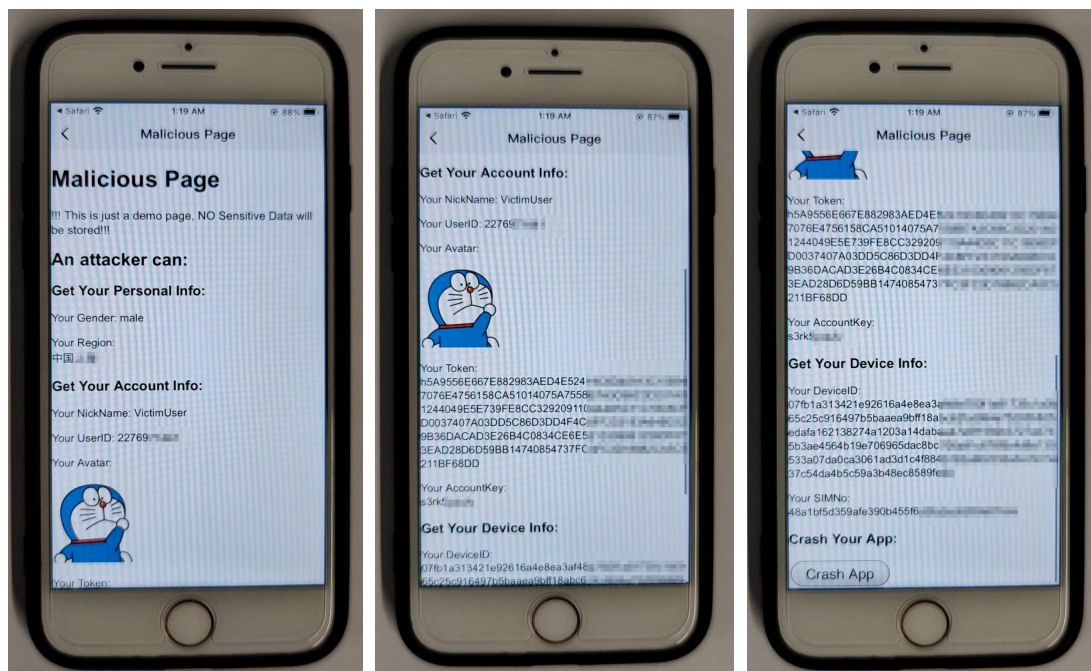 Safari
1:19 AM
88%
Malicious Page
Malicious Page
!!! This is just a demo page, NO Sensitive Data will
be stored!!!
An attacker can:
Get Your Personal Info:
Your Gender: male
Your Region:
中国
Get Your Account Info:
Your NickName: VictimUser
Your UserID: 22769
Your Avatar:
Your Token:
Safari
1:19 AM
87%
Malicious Page
Get Your Account Info:
Your NickName: VictimUser
Your UserID: 22769
Your Avatar:
Your Token:
h5A9556E667E882983AED4E524
7076E4756158CA51014075A7558
1244049E5E739FE8CC329209110
D0037407A03DD5C86D3DD4F4C
9B36DACAD3E26B4C0834CE6E5
3EAD28D6D59BB14740854737FC
211BF68DD
Your AccountKey:
s3rk5
Get Your Device Info:
Your DeviceID:
07fb1a313421e92616a4e8ea3af48
65c25c916497b5baaea9bff18abc6
Safari
1:19 AM
87%
Malicious Page
Your Token:
h5A9556E667E882983AED4E
7076E4756158CA51014075A7
1244049E5E739FE8CC329209
D0037407A03DD5C86D3DD4F
9B36DACAD3E26B4C0834CE
3EAD28D6D59BB1474085473
211BF68DD
Your AccountKey:
s3rk5
Get Your Device Info:
Your DeviceID:
07fb1a313421e92616a4e8ea3a
65c25c916497b5baaea9bff18a
edafa162138274a1203a14daba
5b3ae4564b19e706965dac8bc
533a07da0ca3061ad3d1c4f884
37c54da4b5c59a3b48ec8589fe
Your SIMNo:
48a1bf5d359afe390b455f6
Crash Your App:
Crash App